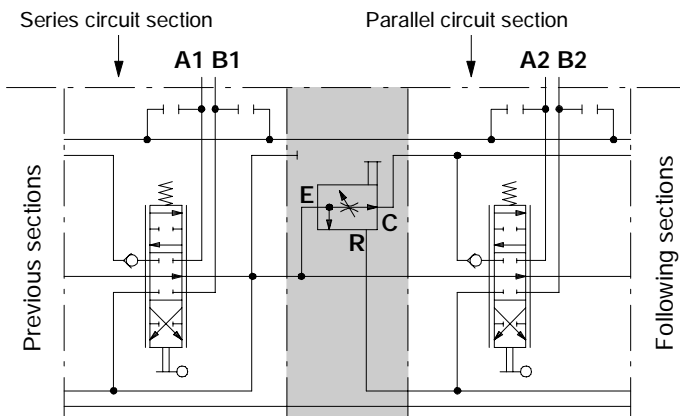 Series circuit section
Parallel circuit section
A1 B1
A2 B2
Previous sections
E
C
R
Following sections